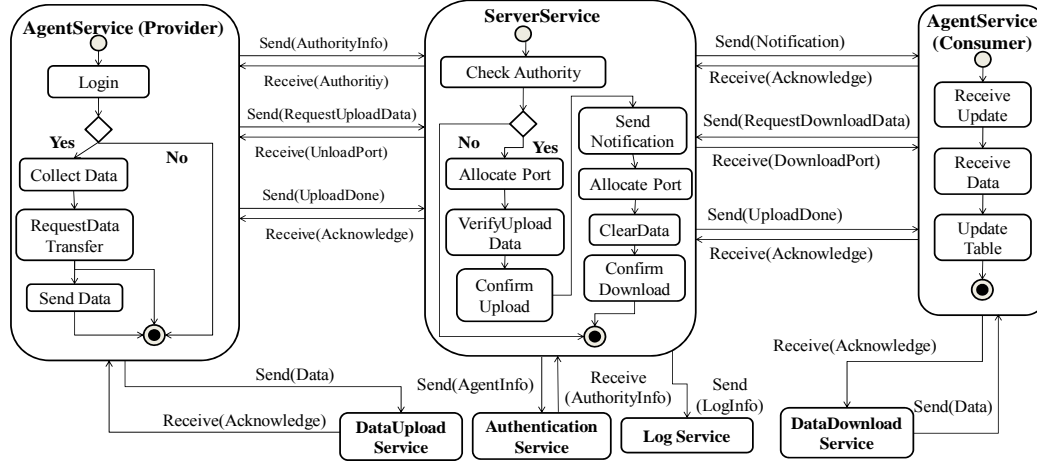 AgentService (Provider)
Login
Yes
No
Collect Data
RequestData
Transfer
Send Data
Send(AuthorityInfo)
Receive(Authoritiy)
Send(RequestUploadData)
Receive(UnloadPort)
Send(UploadDone)
Receive(Acknowledge)
ServerService
Check Authority
No
Yes
Allocate Port
VerifyUpload
Data
Confirm
Upload
Send
Notification
Allocate Port
ClearData
Confirm
Download
Send(Notification)
Receive(Acknowledge)
Send(RequestDownloadData)
Receive(DownloadPort)
Send(UploadDone)
Receive(Acknowledge)
AgentService
(Consumer)
Receive
Update
Receive
Data
Update
Table
Send(Data)
Receive(Acknowledge)
DataUpload
Service
Send(AgentInfo)
Receive
(AuthorityInfo)
Authentication
Service
Send
(LogInfo)
Log Service
Receive(Acknowledge)
Send(Data)
DataDownload
Service